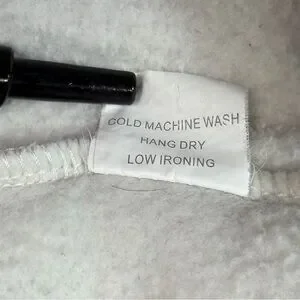 COLD MACHINE WASH
HANG DRY
LOW IRONING